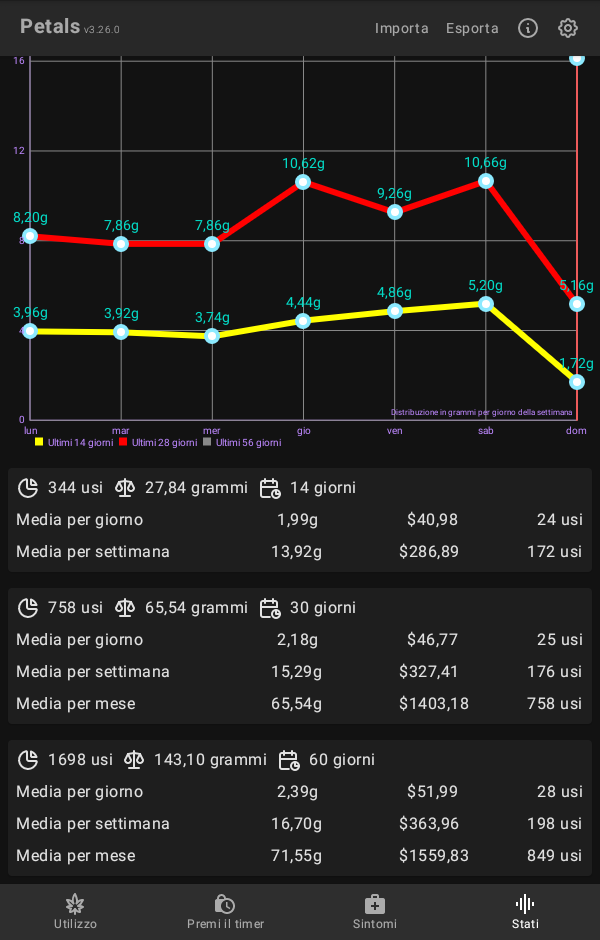 Petals v3.26.0 Importa Esporta
16
12
10,62g 10,66g
9,26g
8,20g 7,86g 7,86g
8
5,16g
5,20g
4,86g
4,44g
3,96g 3,92g 3,74g
4
1,72g
Distribuzione in grammi per giorno della settimana
0
lun mar mer gio ven sab dom
Ultimi 14 giorni Ultimi 28 giorni Ultimi 56 giorni
344 usi 27,84 grammi 14 giorni
Media per giorno 1,99g $40,98 24 usi
Media per settimana 13,92g $286,89 172 usi
758 usi 65,54 grammi 30 giorni
Media per giorno 2,18g $46,77 25 usi
Media per settimana 15,29g $327,41 176 usi
Media per mese 65,54g $1403,18 758 usi
1698 usi 143,10 grammi 60 giorni
Media per giorno 2,39g $51,99 28 usi
Media per settimana 16,70g $363,96 198 usi
Media per mese 71,55g $1559,83 849 usi
Utilizzo Premi il timer Sintomi Stati